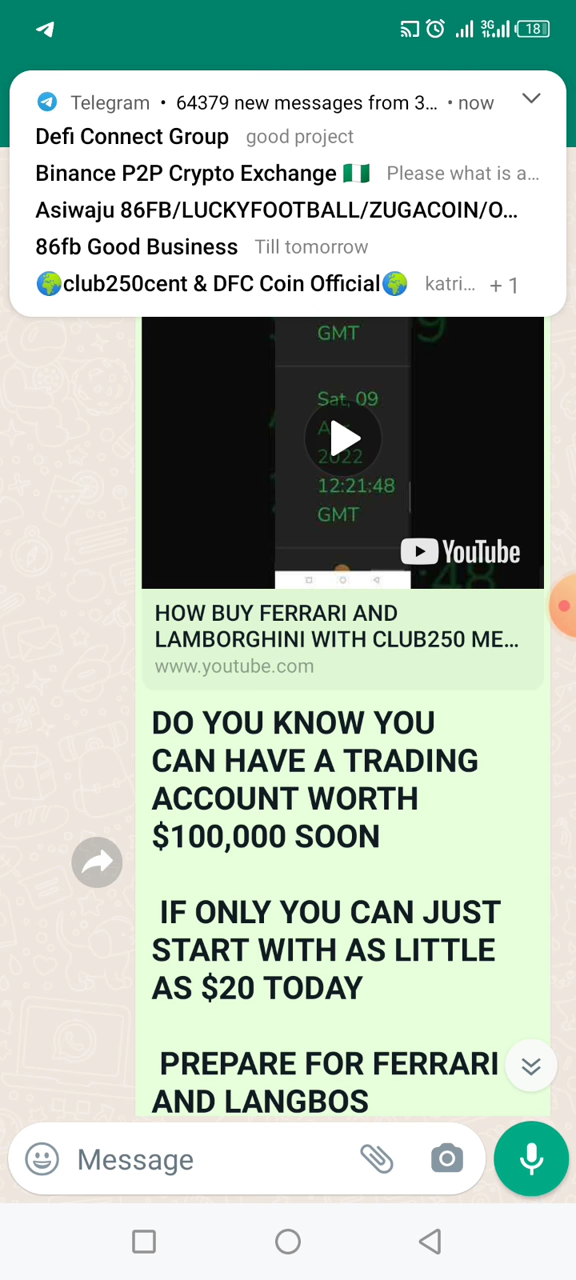 3G
18
Telegram • 64379 new messages from 3... • now
Defi Connect Group good project
Binance P2P Crypto Exchange 🇳🇬 Please what is a...
Asiwaju 86FB/LUCKYFOOTBALL/ZUGACOIN/O...
86fb Good Business Till tomorrow
🌍club250cent & DFC Coin Official🌍 katri... + 1
GMT
9
Sat, 09
2022
12:21:48
GMT
:48
YouTube
HOW BUY FERRARI AND
LAMBORGHINI WITH CLUB250 ME...
www.youtube.com
DO YOU KNOW YOU
CAN HAVE A TRADING
ACCOUNT WORTH
$100,000 SOON
IF ONLY YOU CAN JUST
START WITH AS LITTLE
AS $20 TODAY
PREPARE FOR FERRARI
AND LANGBOS
Message